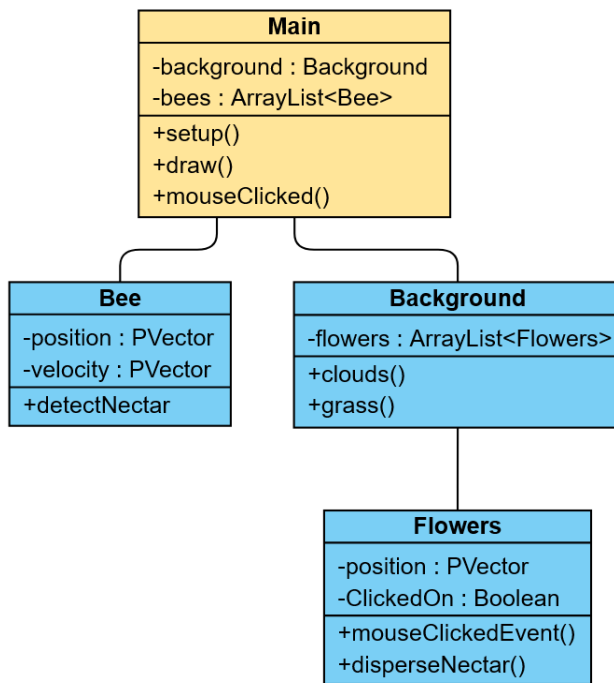 Main
-background : Background
-bees : ArrayList<Bee>
+setup()
+draw()
+mouseClicked()
Bee
-position : PVector
-velocity : PVector
+detectNectar
Background
-flowers : ArrayList<Flowers>
+clouds()
+grass()
Flowers
-position : PVector
-ClickedOn : Boolean
+mouseClickedEvent()
+disperseNectar()